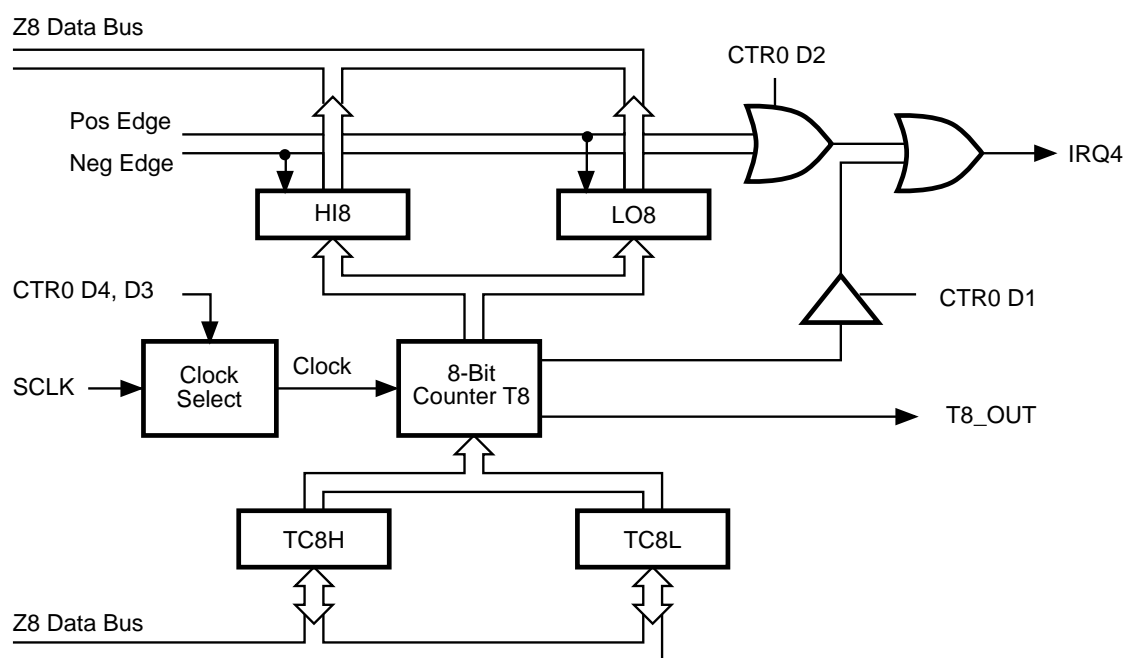 Z8 Data Bus
CTR0 D2
Pos Edge
Neg Edge
IRQ4
HI8
LO8
CTR0 D4, D3
CTR0 D1
SCLK
Clock
Select
Clock
8-Bit
Counter T8
T8_OUT
TC8H
TC8L
Z8 Data Bus